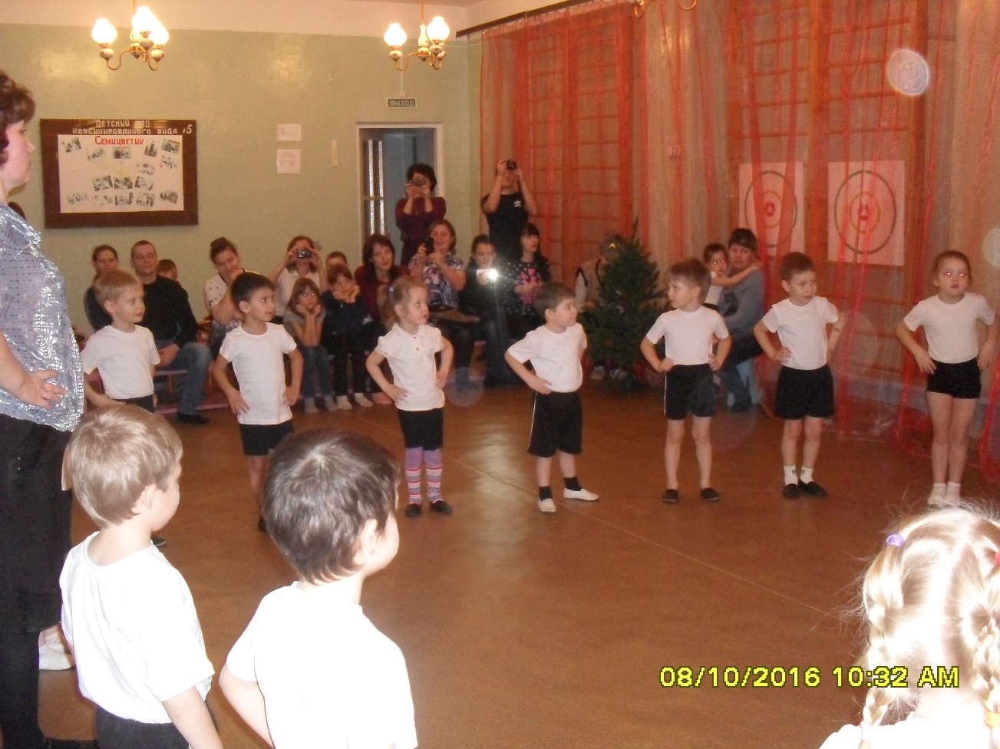 ВЫХОД
ДЕТСКИЙ САД
КОМБИНИРОВАННОГО ВИДА №5
СЕМИЦВЕТИК
08/10/2016 10:32 AM